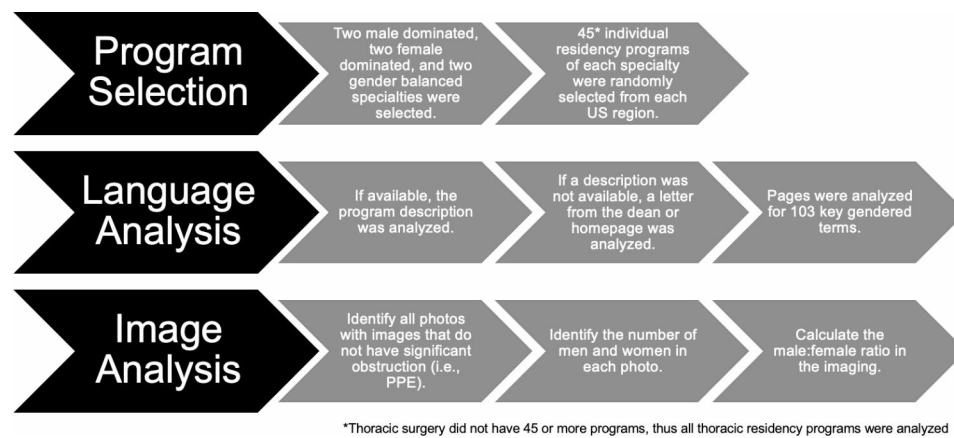 Program
Selection
Two male dominated,
two female
dominated, and two
gender balanced
specialties were
selected.
45* individual
residency programs
of each specialty
were randomly
selected from each
US region.
Language
Analysis
If available, the
program description
was analyzed.
If a description was
not available, a letter
from the dean or
homepage was
analyzed.
Pages were analyzed
for 103 key gendered
terms.
Image
Analysis
Identify all photos
with images that do
not have significant
obstruction (i.e.,
PPE).
Identify the number of
men and women in
each photo.
Calculate the
male:female ratio in
the imaging.
*Thoracic surgery did not have 45 or more programs, thus all thoracic residency programs were analyzed